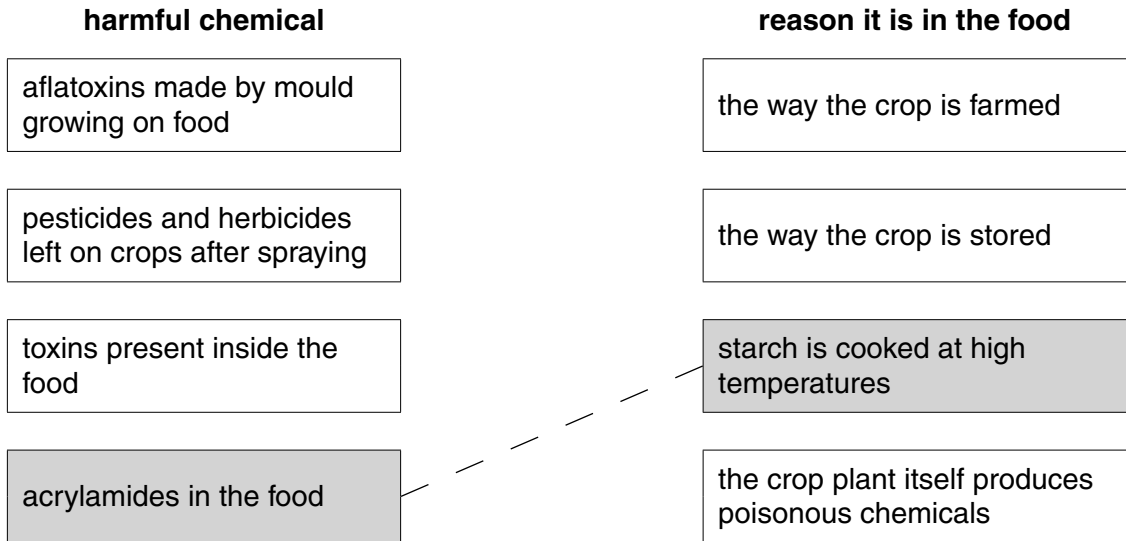 harmful chemical
aflatoxins made by mould
growing on food
pesticides and herbicides
left on crops after spraying
toxins present inside the
food
acrylamides in the food
reason it is in the food
the way the crop is farmed
the way the crop is stored
starch is cooked at high
temperatures
the crop plant itself produces
poisonous chemicals